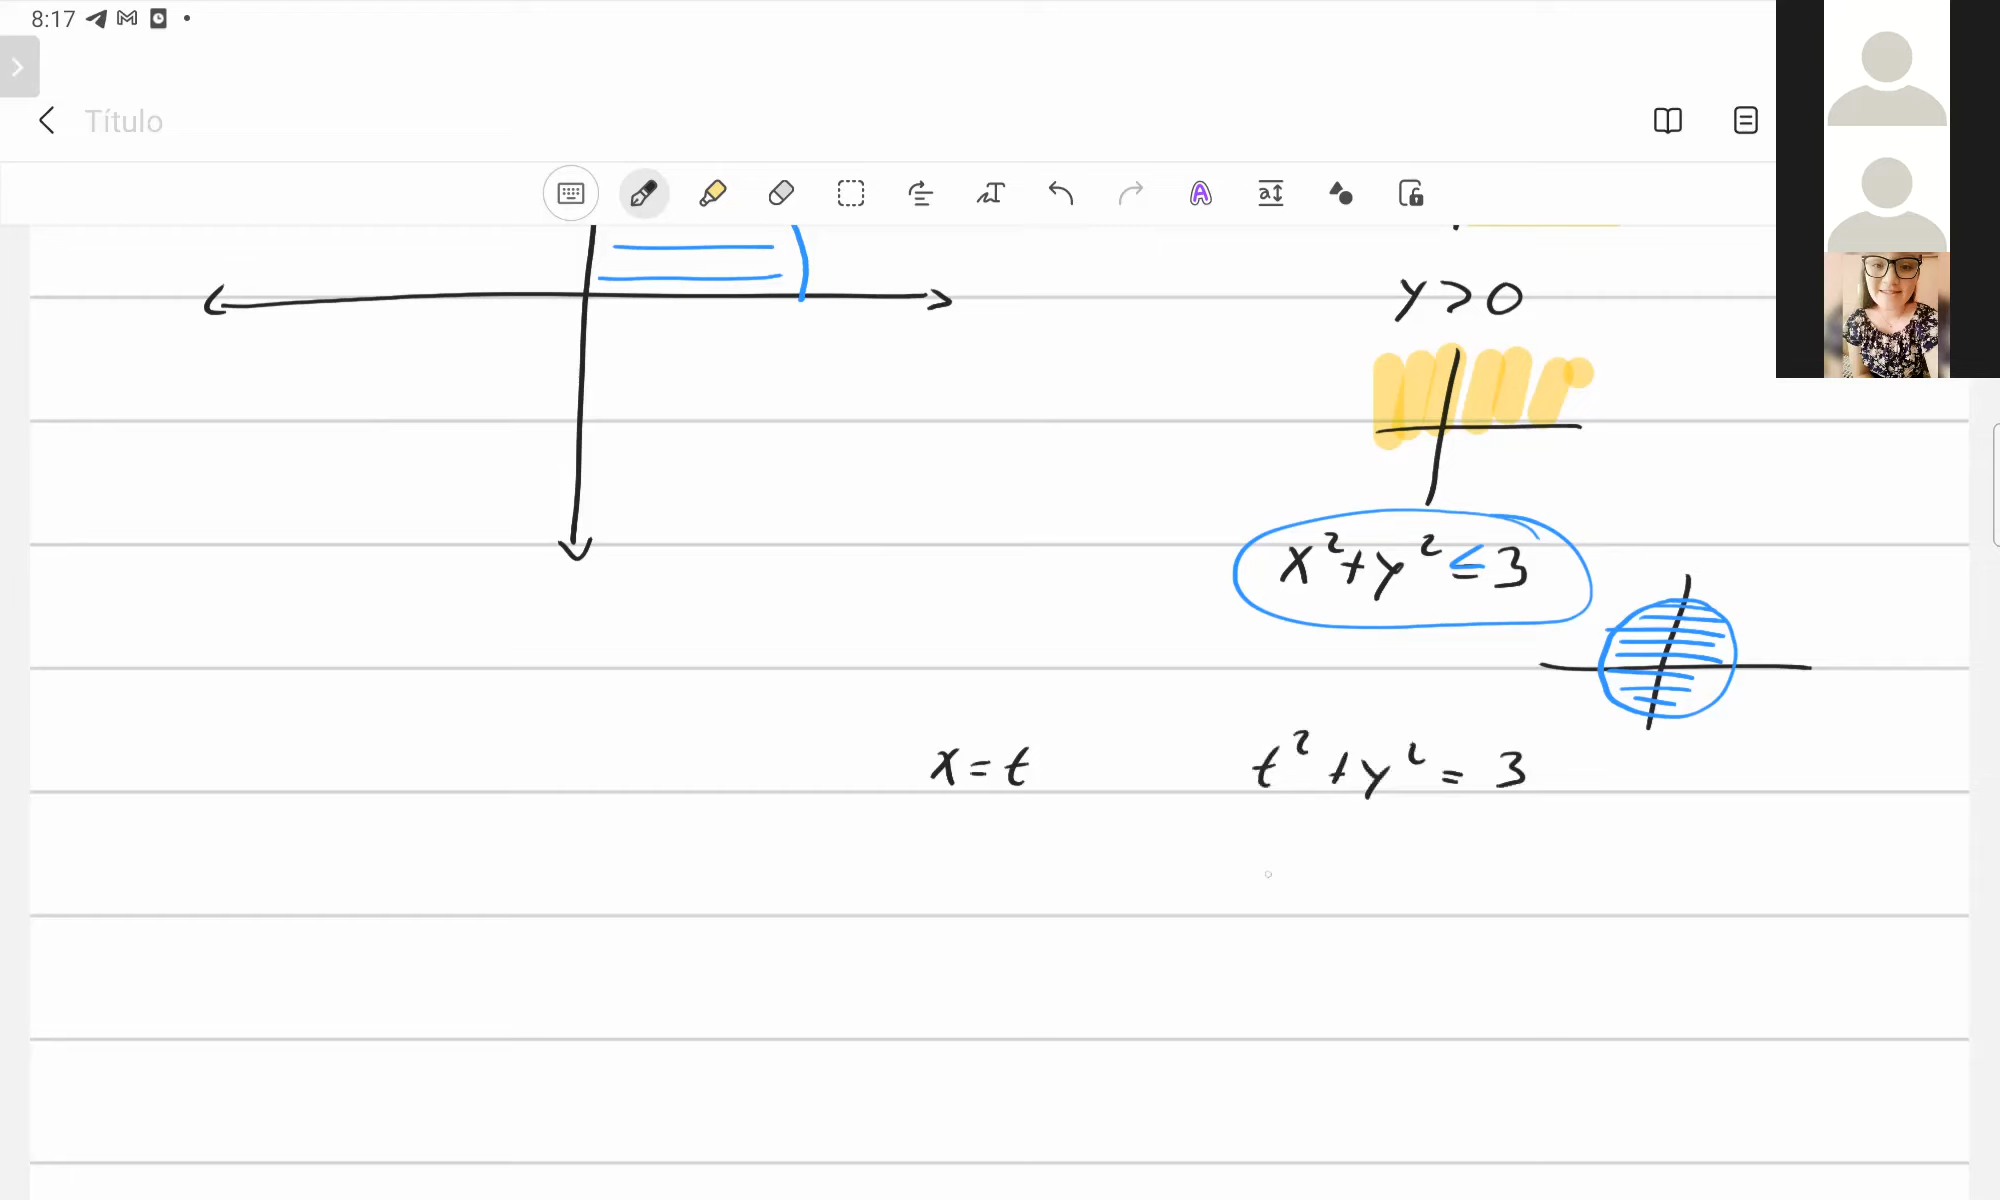 8:17
Título
y > 0
x² + y² ≤ 3
x = t t² + y² = 3